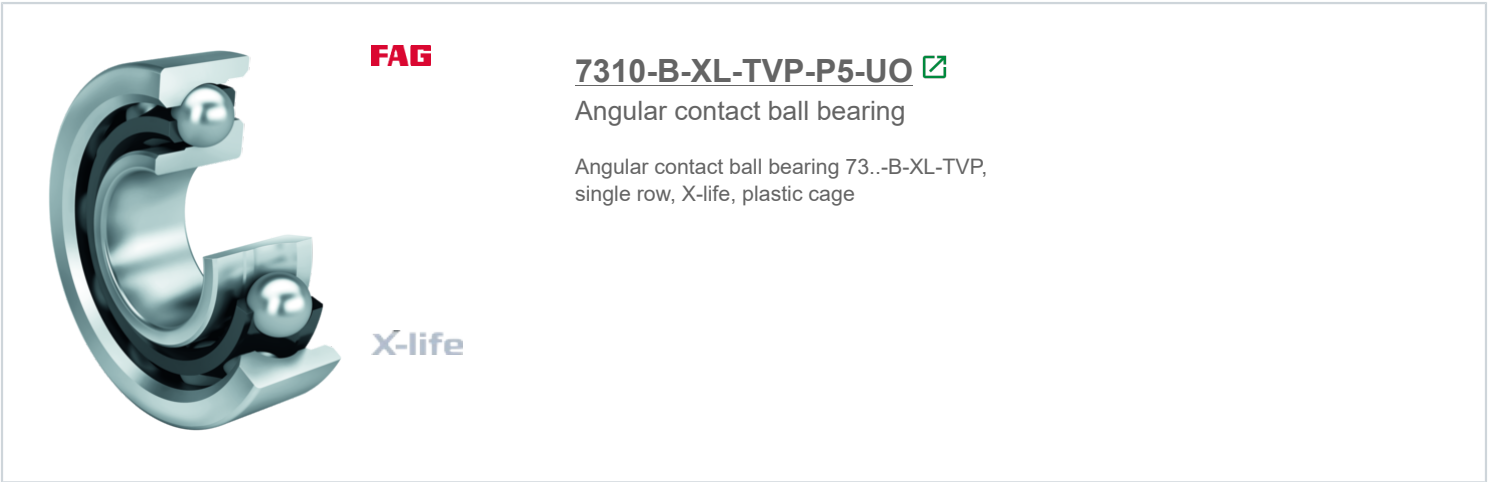 FAG
7310-B-XL-TVP-P5-UO
Angular contact ball bearing
Angular contact ball bearing 73..-B-XL-TVP,
single row, X-life, plastic cage
X-life